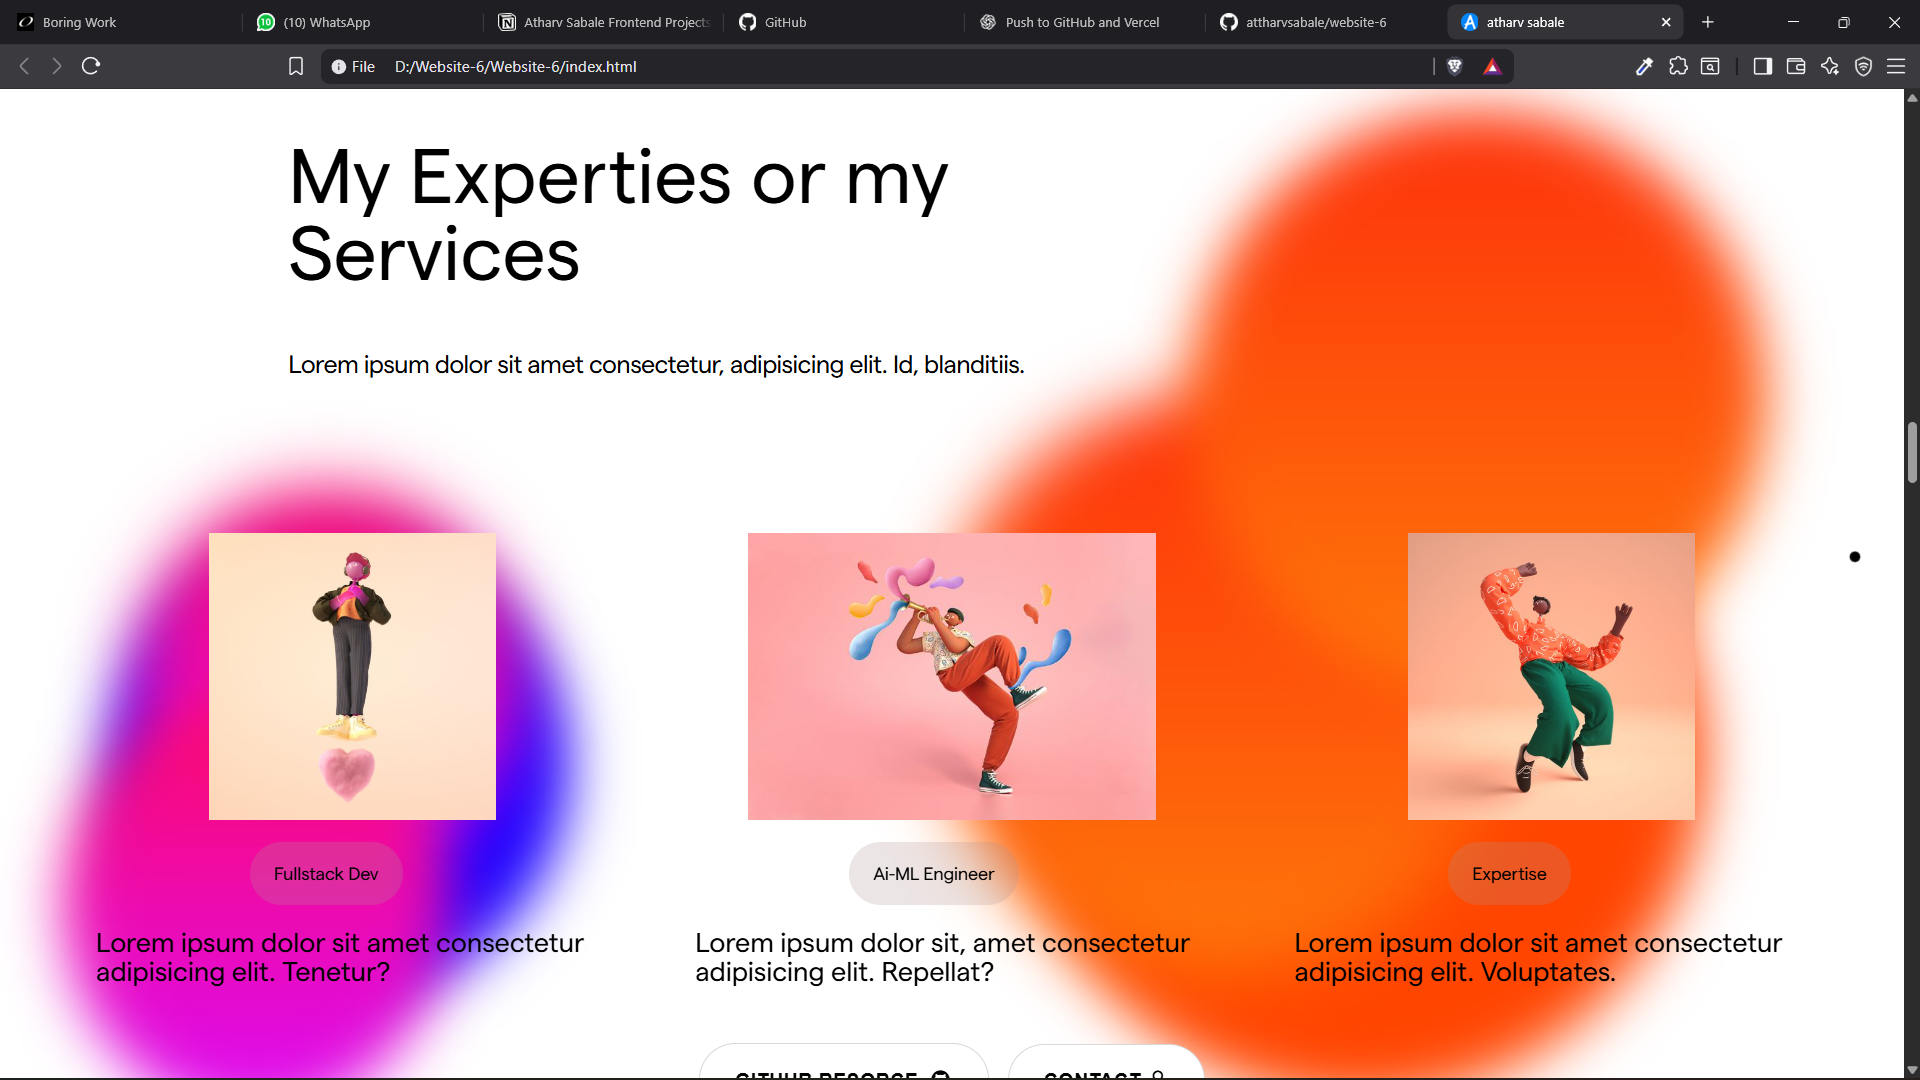 Boring Work
(10) WhatsApp
Atharv Sabale Frontend Projects
GitHub
Push to GitHub and Vercel
attharvsabale/website-6
atharv sabale
File
D:/Website-6/Website-6/index.html
My Experties or my
Services
Lorem ipsum dolor sit amet consectetur, adipisicing elit. Id, blanditiis.
Fullstack Dev
Lorem ipsum dolor sit amet consectetur
adipisicing elit. Tenetur?
Ai-ML Engineer
Lorem ipsum dolor sit, amet consectetur
adipisicing elit. Repellat?
Expertise
Lorem ipsum dolor sit amet consectetur
adipisicing elit. Voluptates.
GITHUB RESORCE
CONTACT